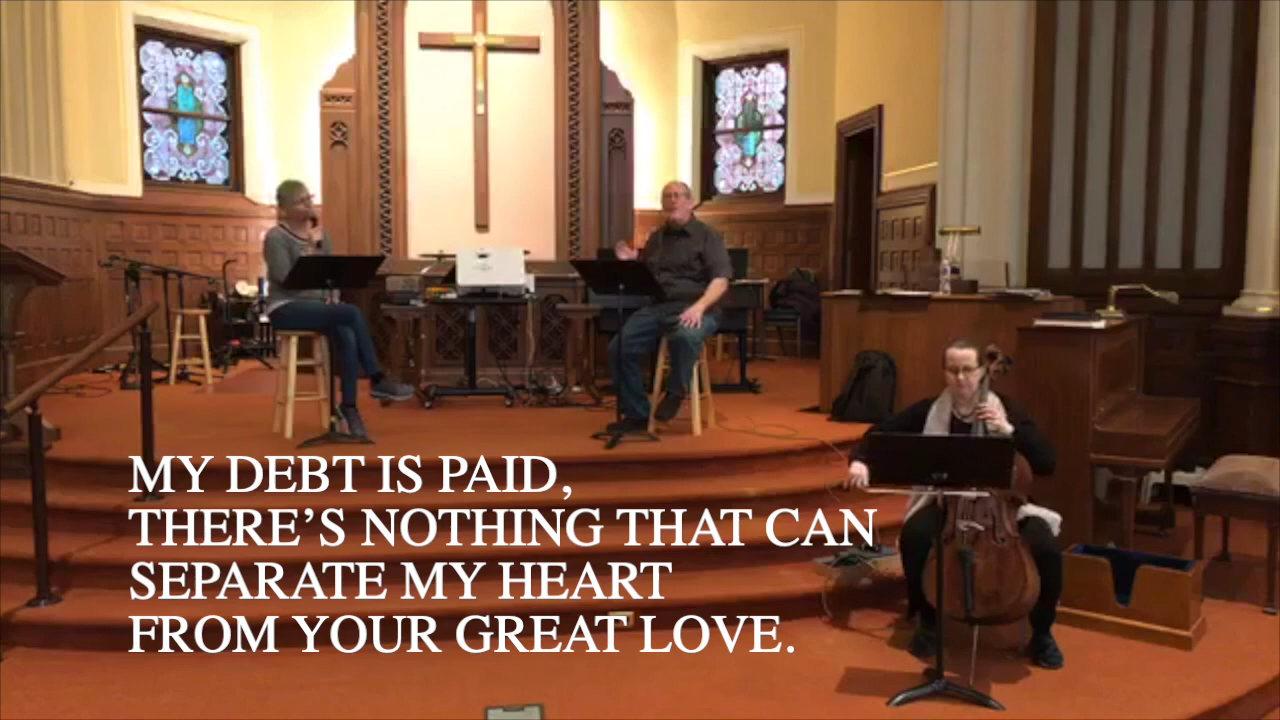 MY DEBT IS PAID,
THERE’S NOTHING THAT CAN
SEPARATE MY HEART
FROM YOUR GREAT LOVE.